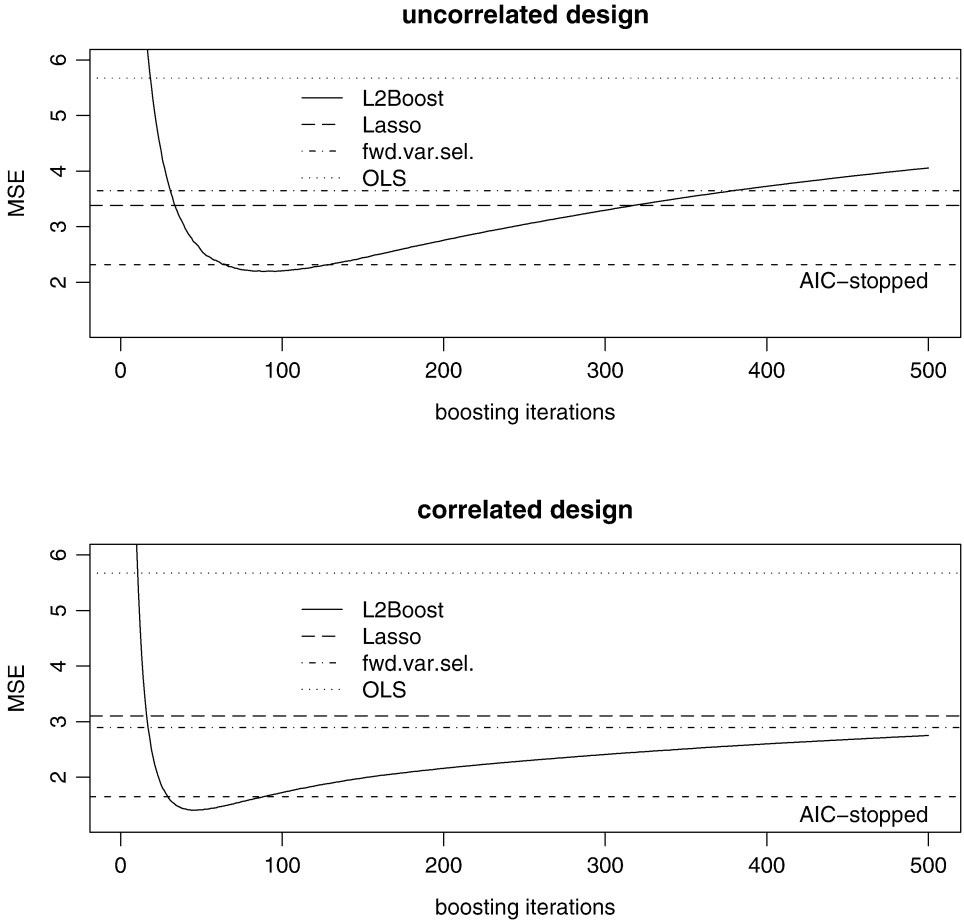 uncorrelated design
6
5
4
3
2
MSE
L2Boost
Lasso
fwd.var.sel.
OLS
AIC−stopped
0 100 200 300 400 500
boosting iterations
correlated design
6
5
4
3
2
MSE
L2Boost
Lasso
fwd.var.sel.
OLS
AIC−stopped
0 100 200 300 400 500
boosting iterations